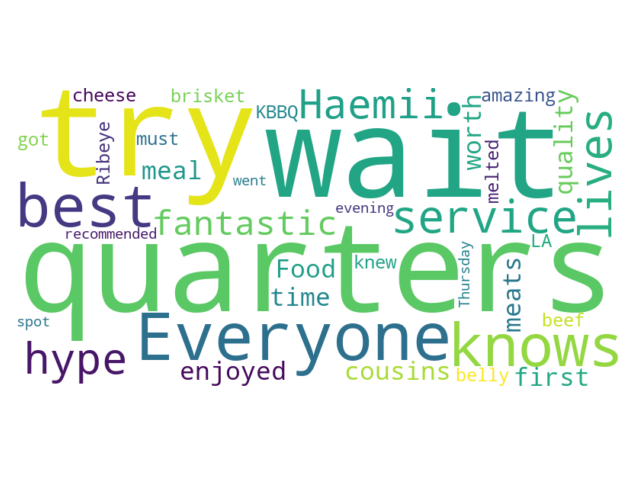 cheese brisket Haemii amazing
try wait KBBQ worth quality lives
got Ribeye must meal went melted
best fantastic evening service
recommended LA
quarters Food knew Thursday meats
time
spot Everyone knows beef
hype enjoyed cousins belly first